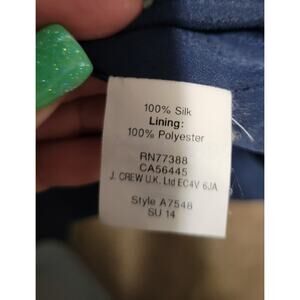 100% Silk
Lining:
100% Polyester
RN77388
CA56445
J. CREW U.K. Ltd EC4V 6JA
Style A7548
SU 14